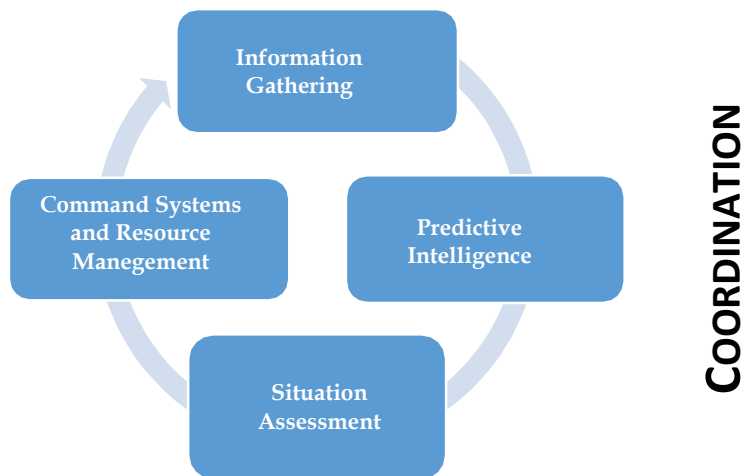 Information
Gathering
Predictive
Intelligence
Situation
Assessment
Command Systems
and Resource
Manegement
COORDINATION